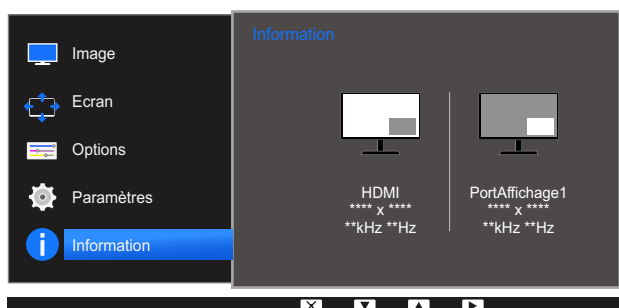 Information
Image
Ecran
Options
Paramètres
Information
HDMI
**** x ****
**kHz **Hz
PortAffichage1
**** x ****
**kHz **Hz